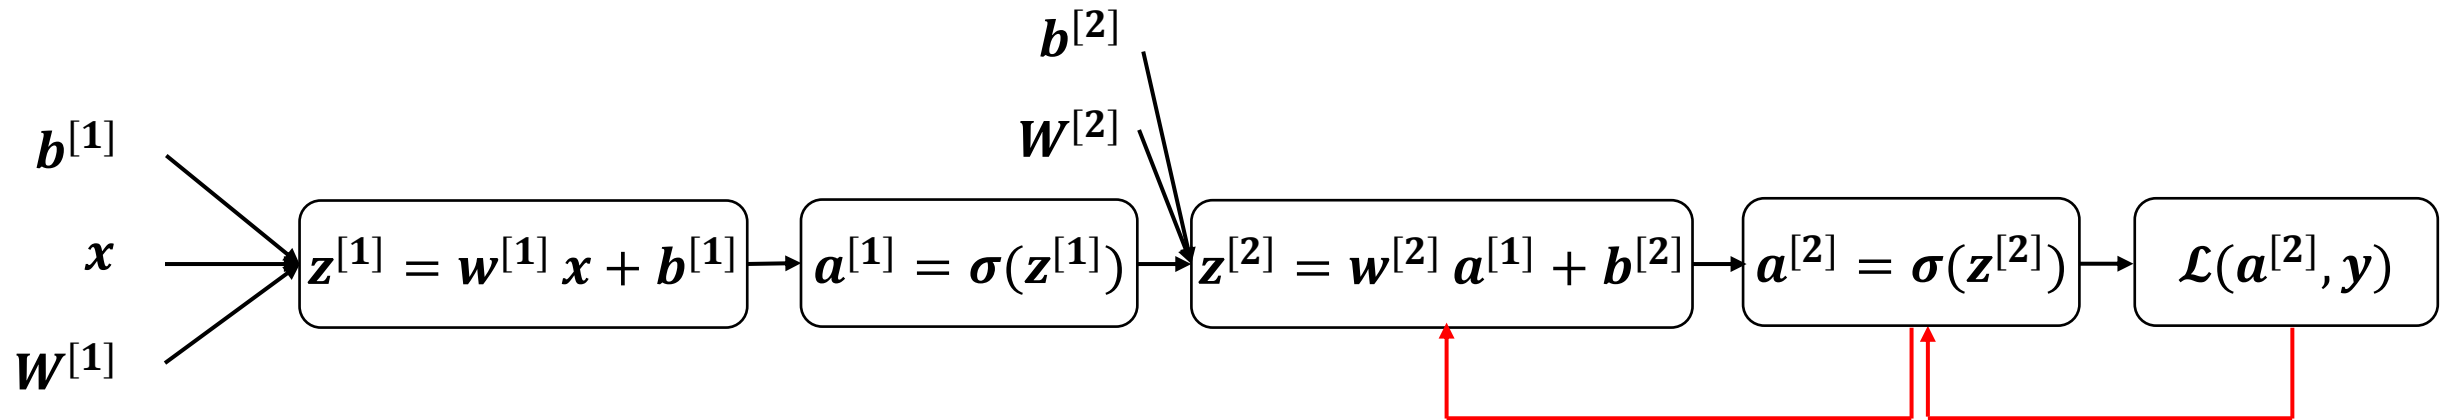 b^[2]
W^[2]
b^[1]
x
W^[1]
z^[1] = w^[1] x + b^[1]
a^[1] = σ(z^[1])
z^[2] = w^[2] a^[1] + b^[2]
a^[2] = σ(z^[2])
ℒ(a^[2], y)